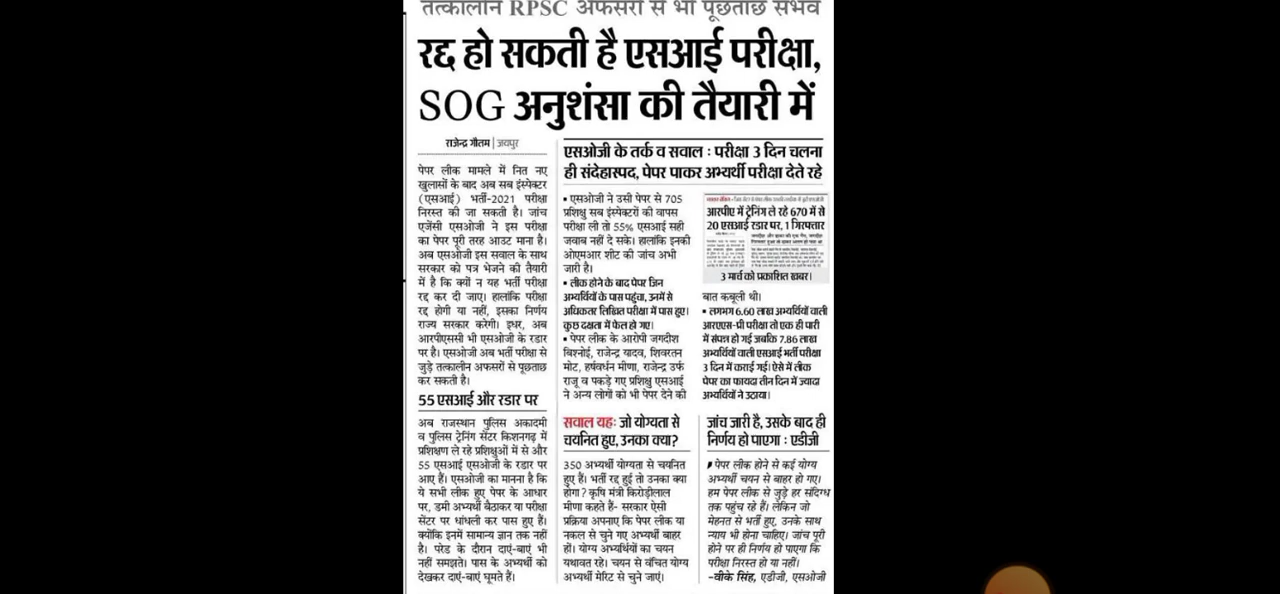 तत्कालीन RPSC अफसरों से भी पूछताछ संभव
रद्द हो सकती है एसआई परीक्षा,
SOG अनुशंसा की तैयारी में
राजेन्द्र गौतम | जयपुर
पेपर लीक मामले में नित नए
खुलासों के बाद अब सब इंस्पेक्टर
(एसआई) भर्ती-2021 परीक्षा
निरस्त की जा सकती है। जांच
एजेंसी एसओजी ने इस परीक्षा
का पेपर पूरी तरह आउट माना है।
अब एसओजी इस सवाल के साथ
सरकार को पत्र भेजने की तैयारी
में है कि क्यों न यह भर्ती परीक्षा
रद्द कर दी जाए। हालांकि परीक्षा
रद्द होगी या नहीं, इसका निर्णय
राज्य सरकार करेगी। इधर, अब
आरपीएससी भी एसओजी के रडार
पर है। एसओजी अब भर्ती परीक्षा से
जुड़े तत्कालीन अफसरों से पूछताछ
कर सकती है।
55 एसआई और रडार पर
अब राजस्थान पुलिस अकादमी
व पुलिस ट्रेनिंग सेंटर किशनगढ़ में
प्रशिक्षण ले रहे प्रशिक्षुओं में से और
55 एसआई एसओजी के रडार पर
आए हैं। एसओजी का मानना है कि
ये सभी लीक हुए पेपर के आधार
पर, डमी अभ्यर्थी बैठाकर या परीक्षा
सेंटर पर धांधली कर पास हुए हैं।
क्योंकि इनमें सामान्य ज्ञान तक नहीं
है। परेड के दौरान दाएं-बाएं भी
नहीं समझते। पास के अभ्यर्थी को
देखकर दाएं-बाएं घूमते हैं।
एसओजी के तर्क व सवाल : परीक्षा 3 दिन चलना
ही संदेहास्पद, पेपर पाकर अभ्यर्थी परीक्षा देते रहे
▪ एसओजी ने उसी पेपर से 705
प्रशिक्षु सब इंस्पेक्टरों की वापस
परीक्षा ली तो 55% एसआई सही
जवाब नहीं दे सके। हालांकि इनकी
ओएमआर शीट की जांच अभी
जारी है।
▪ लीक होने के बाद पेपर जिन
अभ्यर्थियों के पास पहुंचा, उनमें से
अधिकतर लिखित परीक्षा में पास हुए।
कुछ दक्षता में फेल हो गए।
▪ पेपर लीक के आरोपी जगदीश
बिश्नोई, राजेन्द्र यादव, शिवरतन
मोट, हर्षवर्धन मीणा, राजेन्द्र उर्फ
राजू व पकड़े गए प्रशिक्षु एसआई
ने अन्य लोगों को भी पेपर देने की
आरपीए में ट्रेनिंग ले रहे 670 में से
20 एसआई रडार पर, 1 गिरफ्तार
3 मार्च को प्रकाशित खबर।
बात कबूली थी।
▪ लगभग 6.60 लाख अभ्यर्थियों वाली
आरएएस-प्री परीक्षा तो एक ही पारी
में संपन्न हो गई जबकि 7.86 लाख
अभ्यर्थियों वाली एसआई भर्ती परीक्षा
3 दिन में कराई गई। ऐसे में लीक
पेपर का फायदा तीन दिन में ज्यादा
अभ्यर्थियों ने उठाया।
सवाल यह: जो योग्यता से
चयनित हुए, उनका क्या?
350 अभ्यर्थी योग्यता से चयनित
हुए हैं। भर्ती रद्द हुई तो उनका क्या
होगा? कृषि मंत्री किरोड़ीलाल
मीणा कहते हैं- सरकार ऐसी
प्रक्रिया अपनाए कि पेपर लीक या
नकल से चुने गए अभ्यर्थी बाहर
हों। योग्य अभ्यर्थियों का चयन
यथावत रहे। चयन से वंचित योग्य
अभ्यर्थी मेरिट से चुने जाएं।
जांच जारी है, उसके बाद ही
निर्णय हो पाएगा : एडीजी
पेपर लीक होने से कई योग्य
अभ्यर्थी चयन से बाहर हो गए।
हम पेपर लीक से जुड़े हर संदिग्ध
तक पहुंच रहे हैं। लेकिन जो
मेहनत से भर्ती हुए, उनके साथ
न्याय भी होना चाहिए। जांच पूरी
होने पर ही निर्णय हो पाएगा कि
परीक्षा निरस्त हो या नहीं।
-वीके सिंह, एडीजी, एसओजी